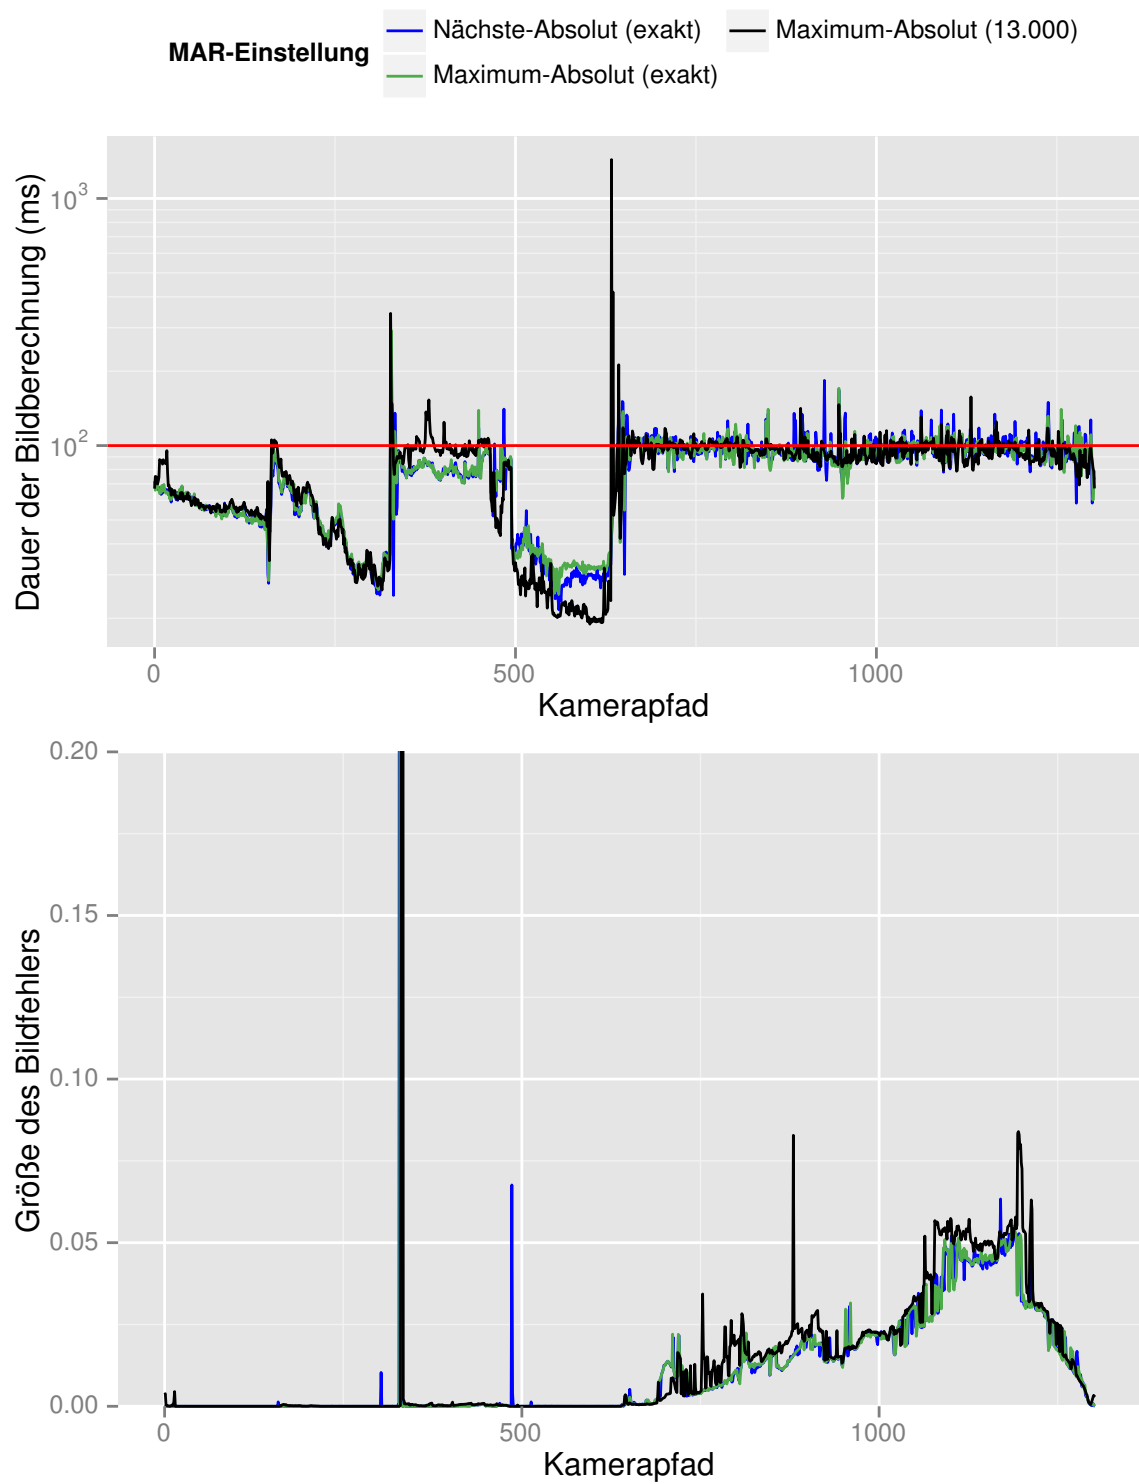 MAR-Einstellung
Nächste-Absolut (exakt)
Maximum-Absolut (13.000)
Maximum-Absolut (exakt)
Dauer der Bildberechnung (ms)
10³
10²
0
500
1000
Kamerapfad
Größe des Bildfehlers
0.20
0.15
0.10
0.05
0.00
0
500
1000
Kamerapfad